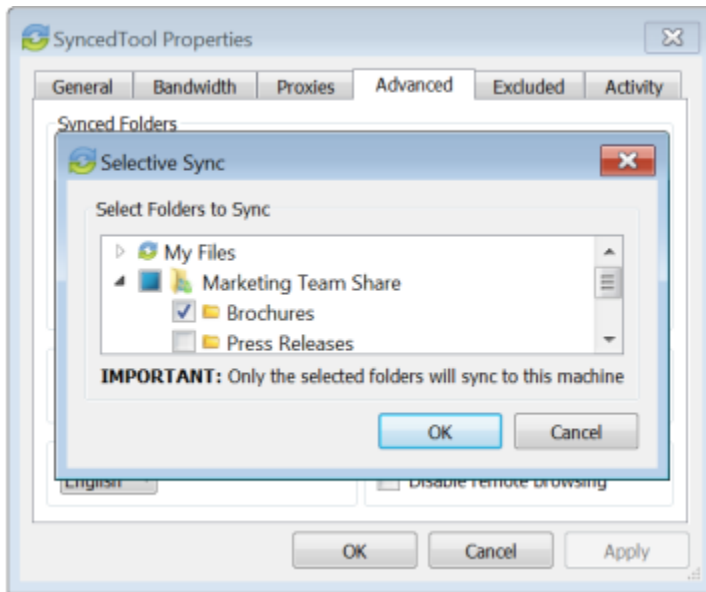 SyncedTool Properties
General Bandwidth Proxies Advanced Excluded Activity
Synced Folders
Selective Sync
Select Folders to Sync
My Files
Marketing Team Share
Brochures
Press Releases
IMPORTANT: Only the selected folders will sync to this machine
OK Cancel
English Disable remote browsing
OK Cancel Apply